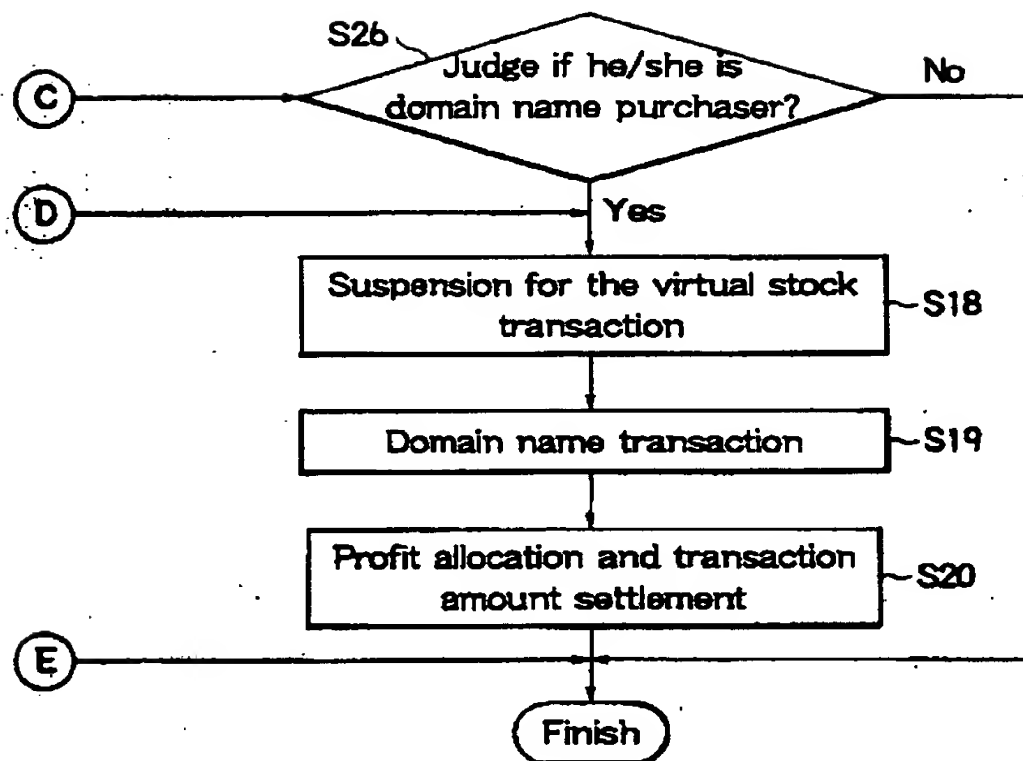 S26
Judge if he/she is
domain name purchaser?
No
C
D
Yes
Suspension for the virtual stock
transaction
S18
Domain name transaction
S19
Profit allocation and transaction
amount settlement
S20
E
Finish